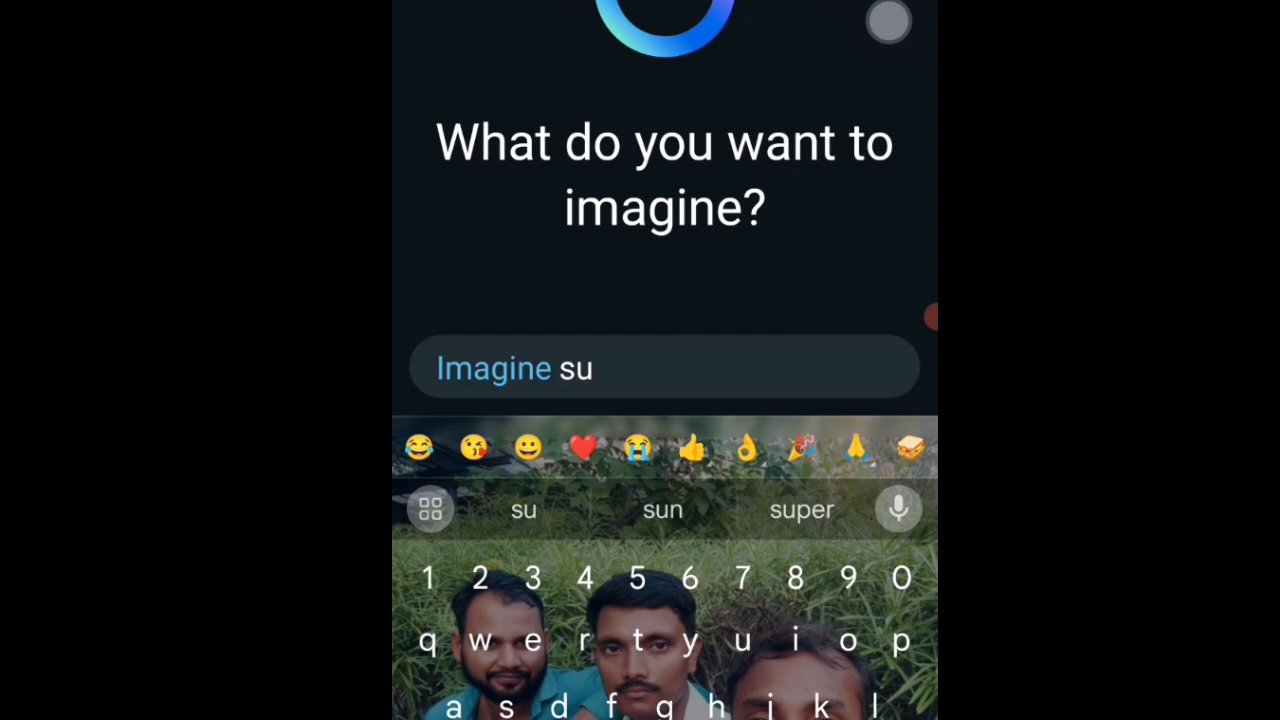 What do you want to
imagine?
Imagine su
su sun super
1 2 3 4 5 6 7 8 9 0
q w e r t y u i o p
a s d f g h j k l